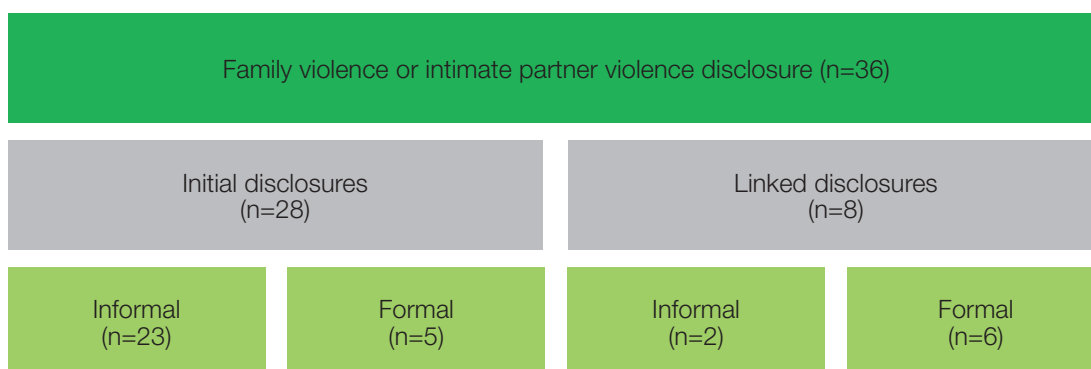 Family violence or intimate partner violence disclosure (n=36)
Initial disclosures
(n=28)
Linked disclosures
(n=8)
Informal
(n=23)
Formal
(n=5)
Informal
(n=2)
Formal
(n=6)